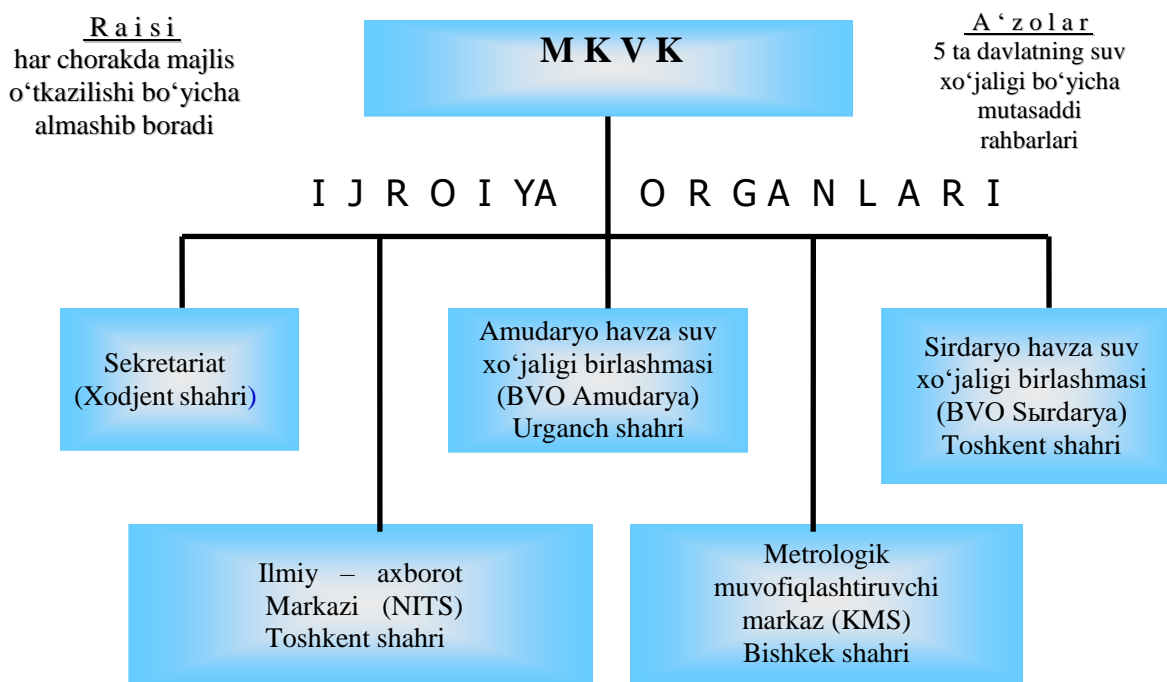 R a i s i
har chorakda majlis
o‘tkazilishi bo‘yicha
almashib boradi
M K V K
A ‘ z o l a r
5 ta davlatning suv
xo‘jaligi bo‘yicha
mutasaddi
rahbarlari
I J R O I YA O R G A N L A R I
Sekretariat
(Xodjent shahri)
Amudaryo havza suv
xo‘jaligi birlashmasi
(BVO Amudarya)
Urganch shahri
Sirdaryo havza suv
xo‘jaligi birlashmasi
(BVO Sыrdarya)
Toshkent shahri
Ilmiy – axborot
Markazi (NITS)
Toshkent shahri
Metrologik
muvofiqlashtiruvchi
markaz (KMS)
Bishkek shahri